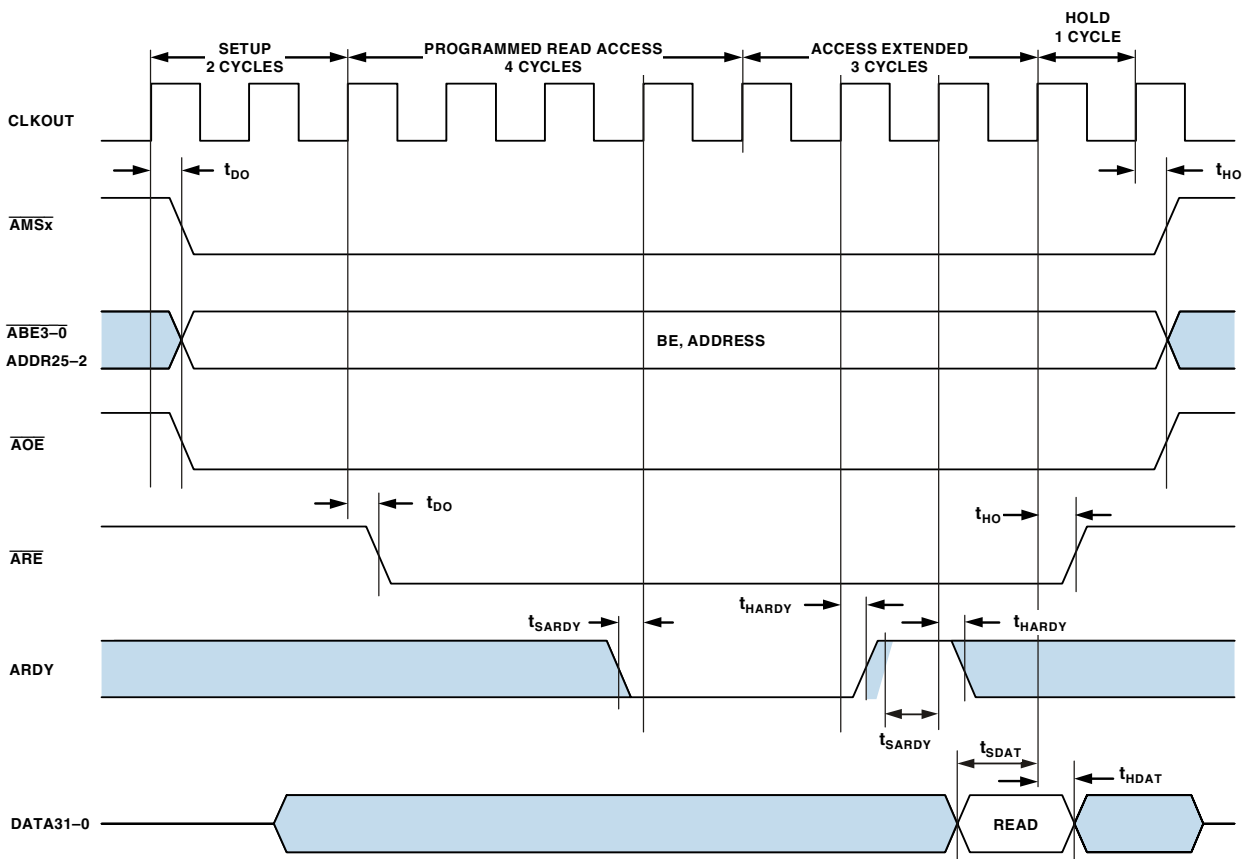 SETUP
2 CYCLES
PROGRAMMED READ ACCESS
4 CYCLES
ACCESS EXTENDED
3 CYCLES
HOLD
1 CYCLE
CLKOUT
tDO
tHO
AMSx
ABE3–0
ADDR25–2
BE, ADDRESS
AOE
tDO
tHO
ARE
tSARDY
tHARDY
tHARDY
ARDY
tSARDY
tSDAT
tHDAT
DATA31–0
READ